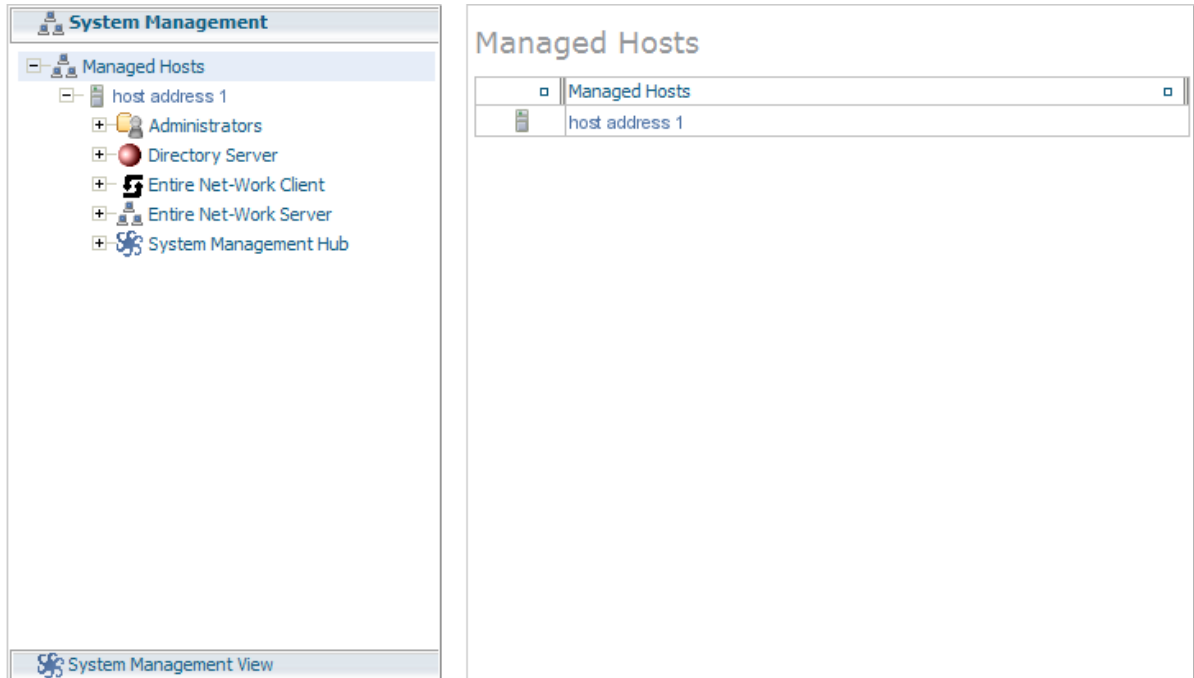 System Management
Managed Hosts
host address 1
Administrators
Directory Server
Entire Net-Work Client
Entire Net-Work Server
System Management Hub
System Management View
Managed Hosts
Managed Hosts
host address 1